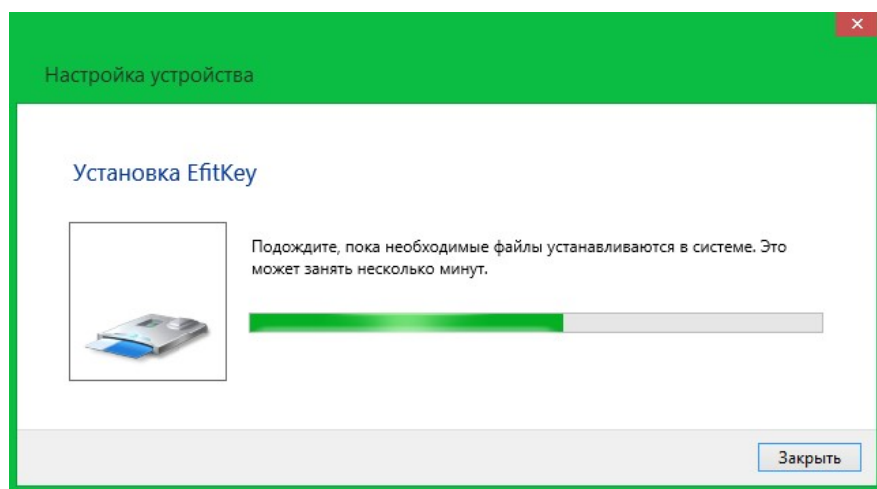 Настройка устройства
Установка EfitKey
Подождите, пока необходимые файлы устанавливаются в системе. Это
может занять несколько минут.
Закрыть